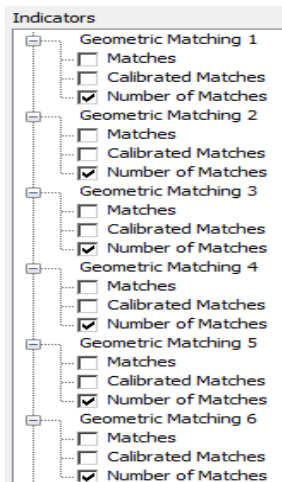 Indicators
Geometric Matching 1
Matches
Calibrated Matches
Number of Matches
Geometric Matching 2
Matches
Calibrated Matches
Number of Matches
Geometric Matching 3
Matches
Calibrated Matches
Number of Matches
Geometric Matching 4
Matches
Calibrated Matches
Number of Matches
Geometric Matching 5
Matches
Calibrated Matches
Number of Matches
Geometric Matching 6
Matches
Calibrated Matches
Number of Matches